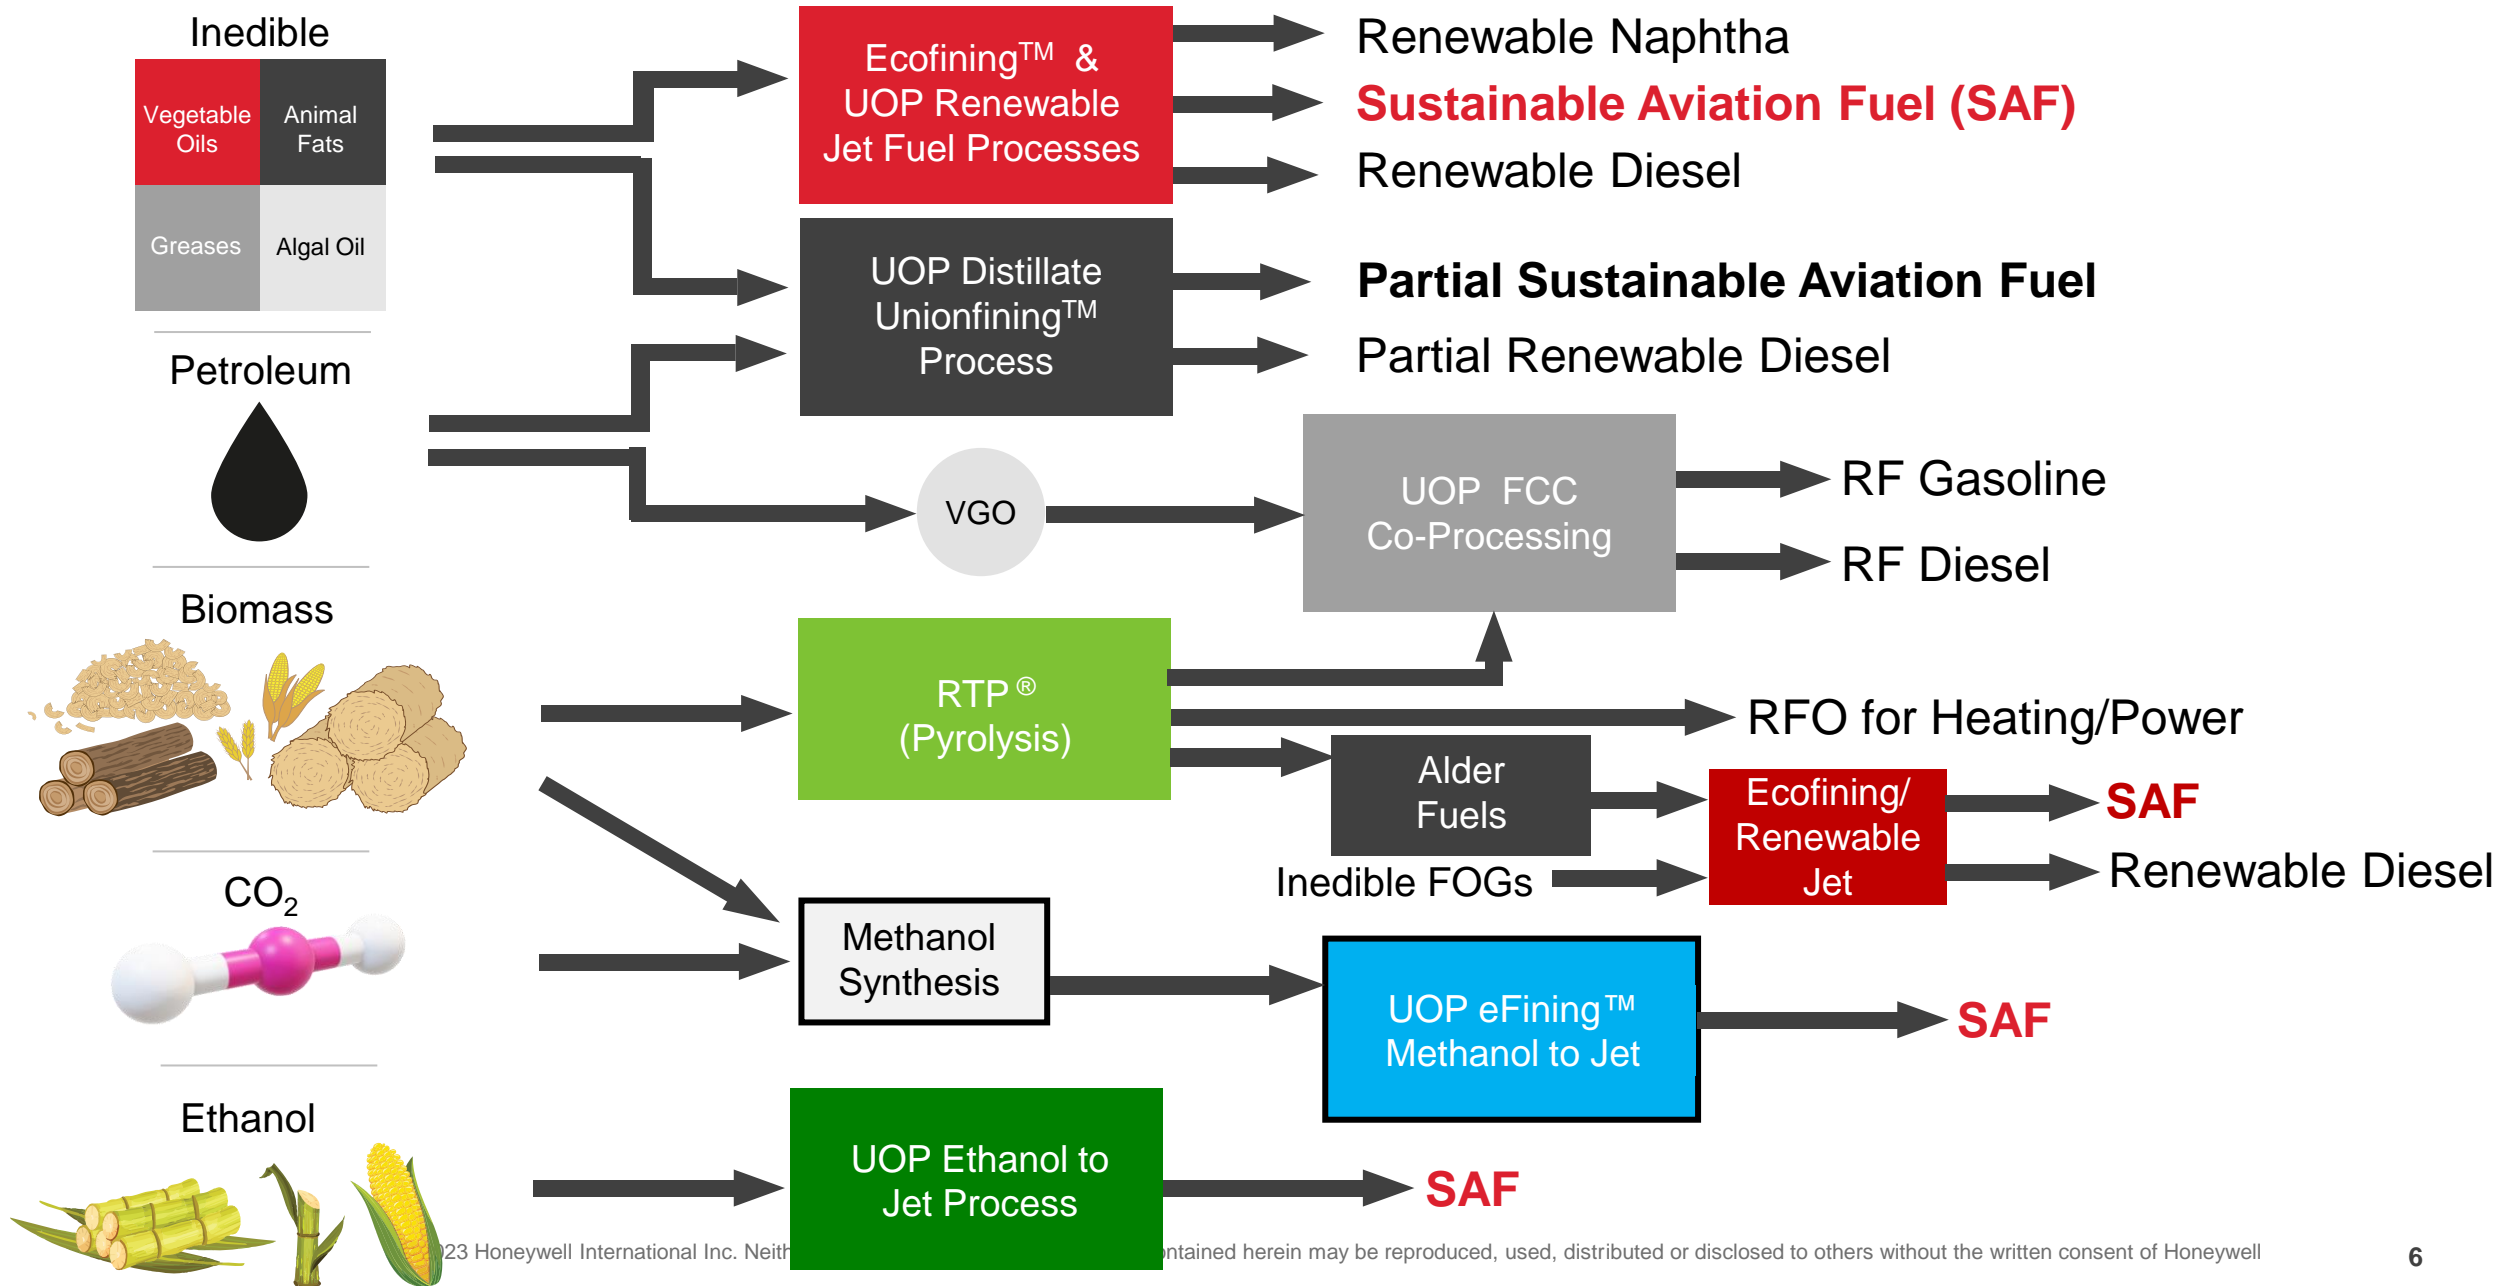 Inedible
Vegetable
Oils
Animal
Fats
Greases
Algal Oil
Ecofining™ &
UOP Renewable
Jet Fuel Processes
Renewable Naphtha
Sustainable Aviation Fuel (SAF)
Renewable Diesel
UOP Distillate
Unionfining™
Process
Partial Sustainable Aviation Fuel
Partial Renewable Diesel
Petroleum
VGO
UOP FCC
Co-Processing
RF Gasoline
RF Diesel
Biomass
RTP®
(Pyrolysis)
RFO for Heating/Power
Alder
Fuels
Inedible FOGs
Ecofining/
Renewable
Jet
SAF
Renewable Diesel
CO₂
Methanol
Synthesis
UOP eFining™
Methanol to Jet
SAF
Ethanol
UOP Ethanol to
Jet Process
SAF
23 Honeywell International Inc. Neith
ntained herein may be reproduced, used, distributed or disclosed to others without the written consent of Honeywell
6